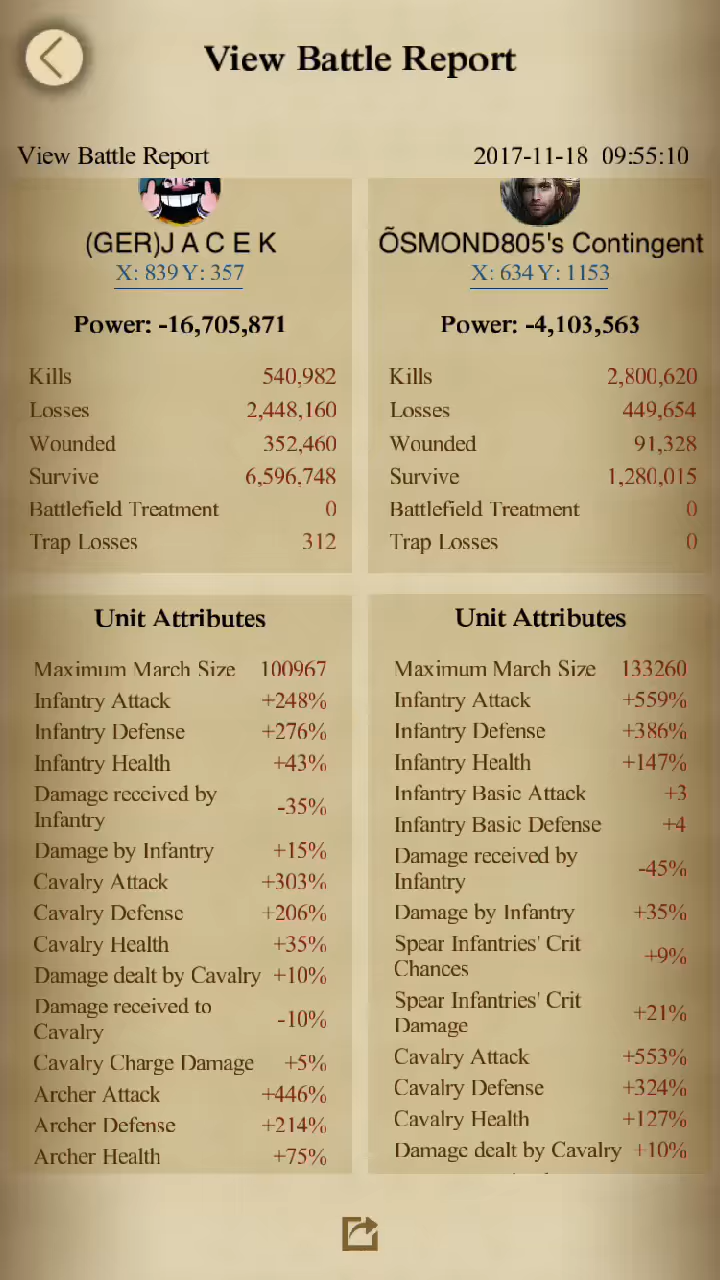 View Battle Report
View Battle Report 2017-11-18 09:55:10
(GER)J A C E K
X: 839 Y: 357
Power: -16,705,871
Kills 540,982
Losses 2,448,160
Wounded 352,460
Survive 6,596,748
Battlefield Treatment 0
Trap Losses 312
Unit Attributes
Maximum March Size 100967
Infantry Attack +248%
Infantry Defense +276%
Infantry Health +43%
Damage received by
Infantry -35%
Damage by Infantry +15%
Cavalry Attack +303%
Cavalry Defense +206%
Cavalry Health +35%
Damage dealt by Cavalry +10%
Damage received to
Cavalry -10%
Cavalry Charge Damage +5%
Archer Attack +446%
Archer Defense +214%
Archer Health +75%
ÕSMOND805's Contingent
X: 634 Y: 1153
Power: -4,103,563
Kills 2,800,620
Losses 449,654
Wounded 91,328
Survive 1,280,015
Battlefield Treatment 0
Trap Losses 0
Unit Attributes
Maximum March Size 133260
Infantry Attack +559%
Infantry Defense +386%
Infantry Health +147%
Infantry Basic Attack +3
Infantry Basic Defense +4
Damage received by
Infantry -45%
Damage by Infantry +35%
Spear Infantries' Crit
Chances +9%
Spear Infantries' Crit
Damage +21%
Cavalry Attack +553%
Cavalry Defense +324%
Cavalry Health +127%
Damage dealt by Cavalry +10%